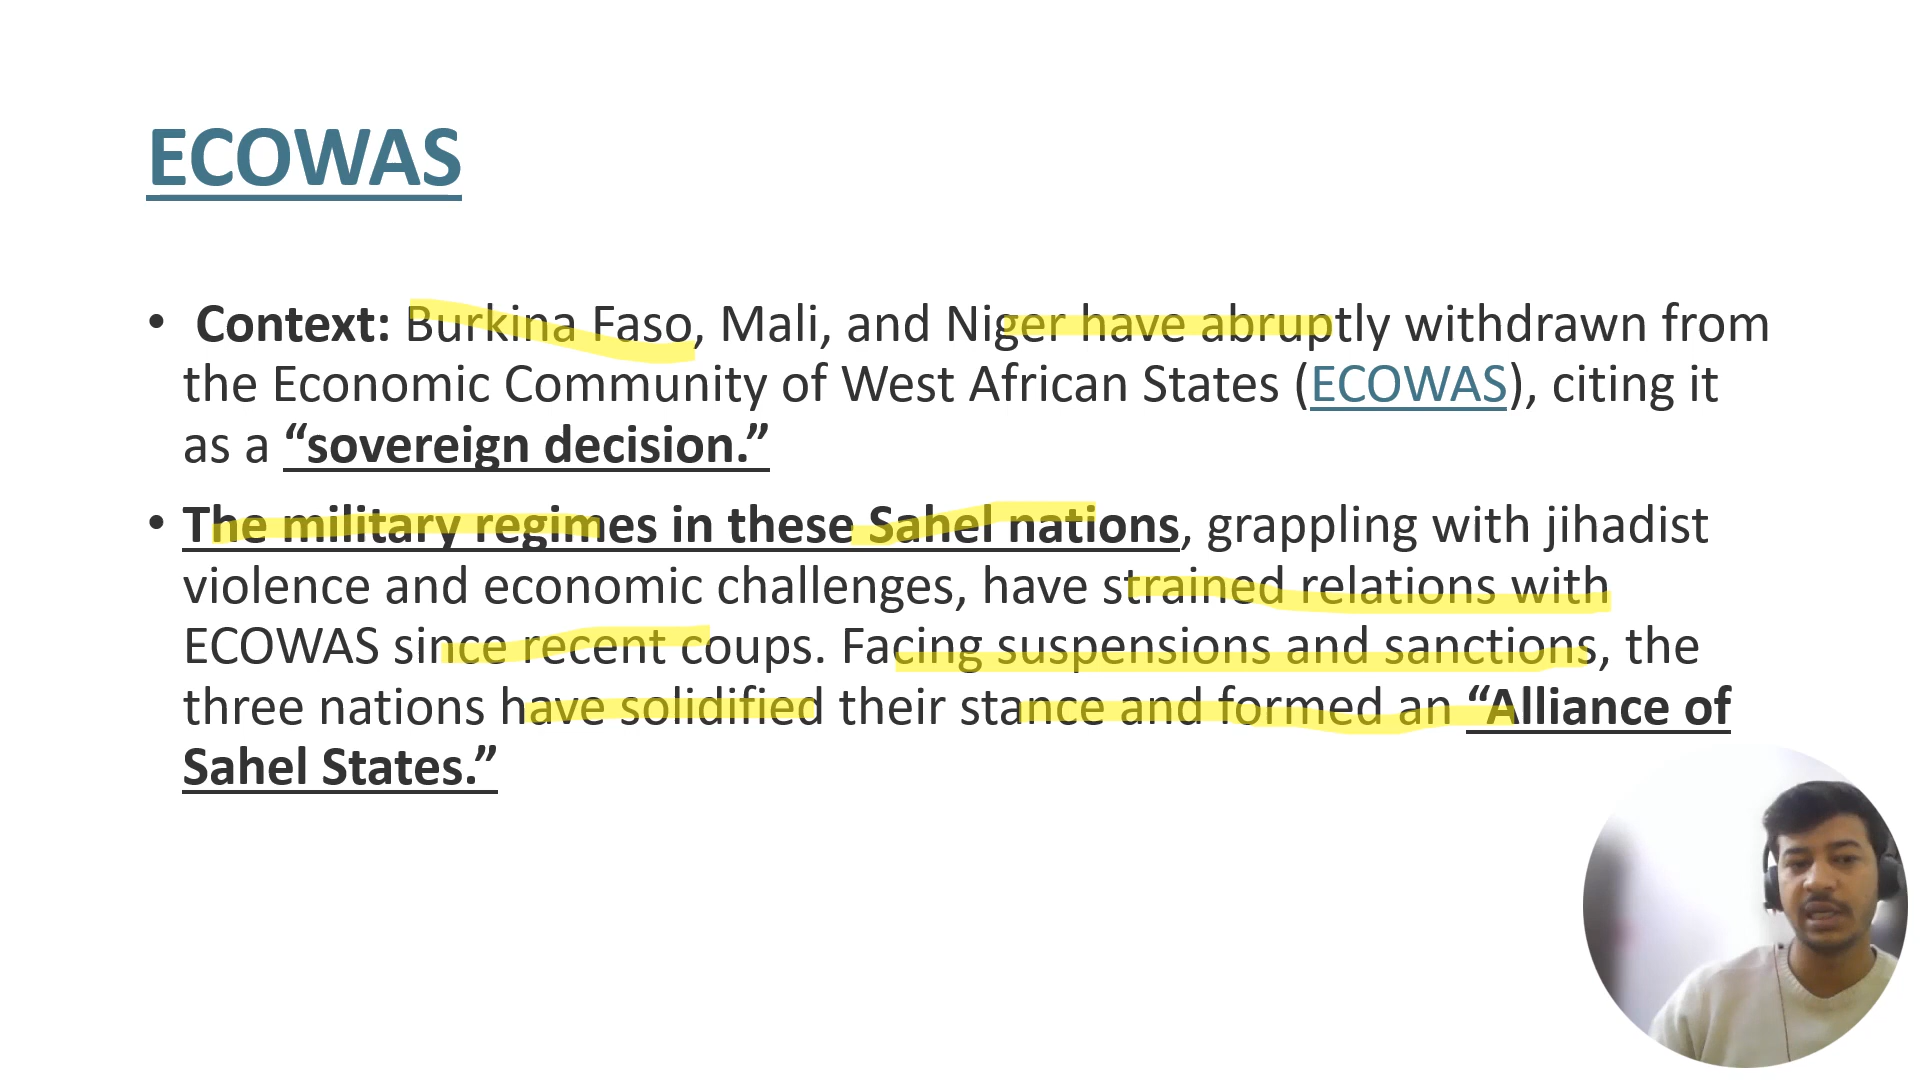 ECOWAS
• Context: Burkina Faso, Mali, and Niger have abruptly withdrawn from
the Economic Community of West African States (ECOWAS), citing it
as a “sovereign decision.”
• The military regimes in these Sahel nations, grappling with jihadist
violence and economic challenges, have strained relations with
ECOWAS since recent coups. Facing suspensions and sanctions, the
three nations have solidified their stance and formed an “Alliance of
Sahel States.”